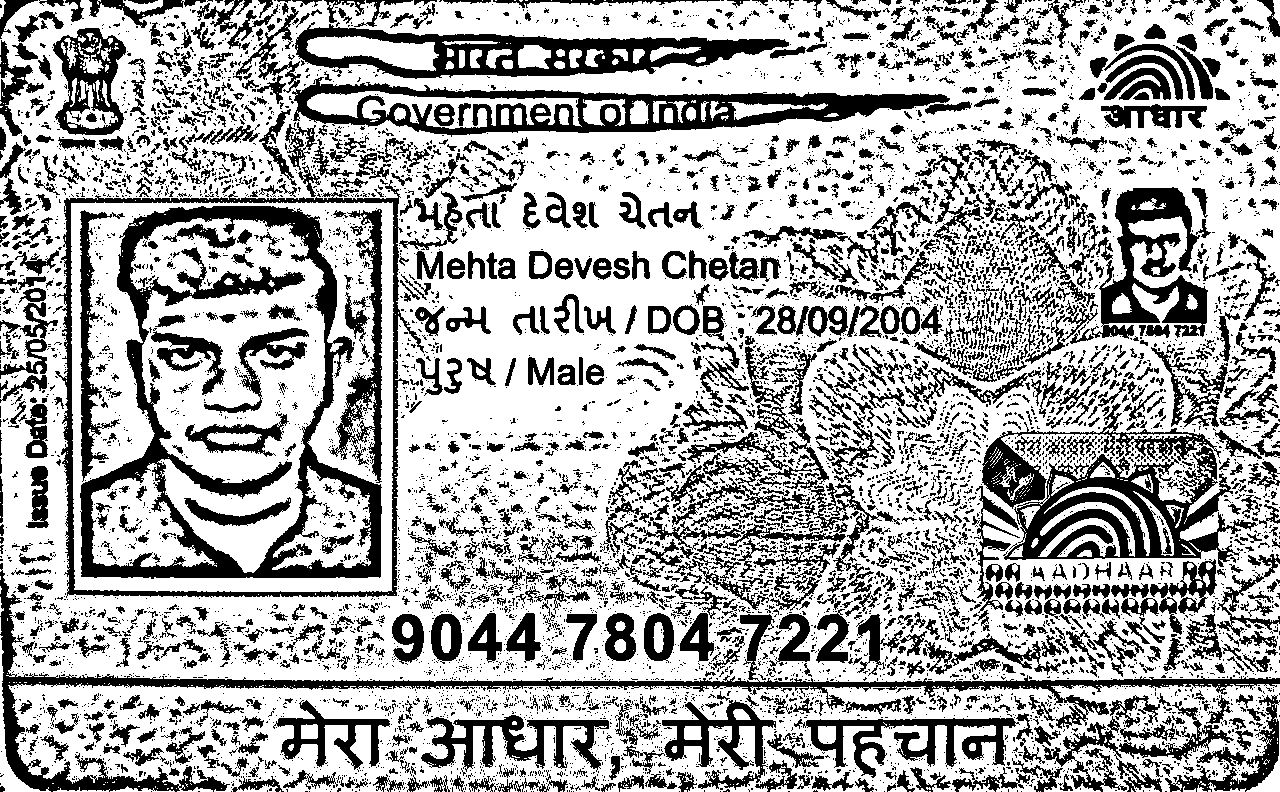 भारत सरकार
Government of India
आधार
મહેતા દેવેશ ચેતન
Mehta Devesh Chetan
જન્મ તારીખ / DOB : 28/09/2004
પુરુષ / Male
9044 7804 7221
Issue Date: 25/05/2014
AADHAAR
9044 7804 7221
मेरा आधार, मेरी पहचान